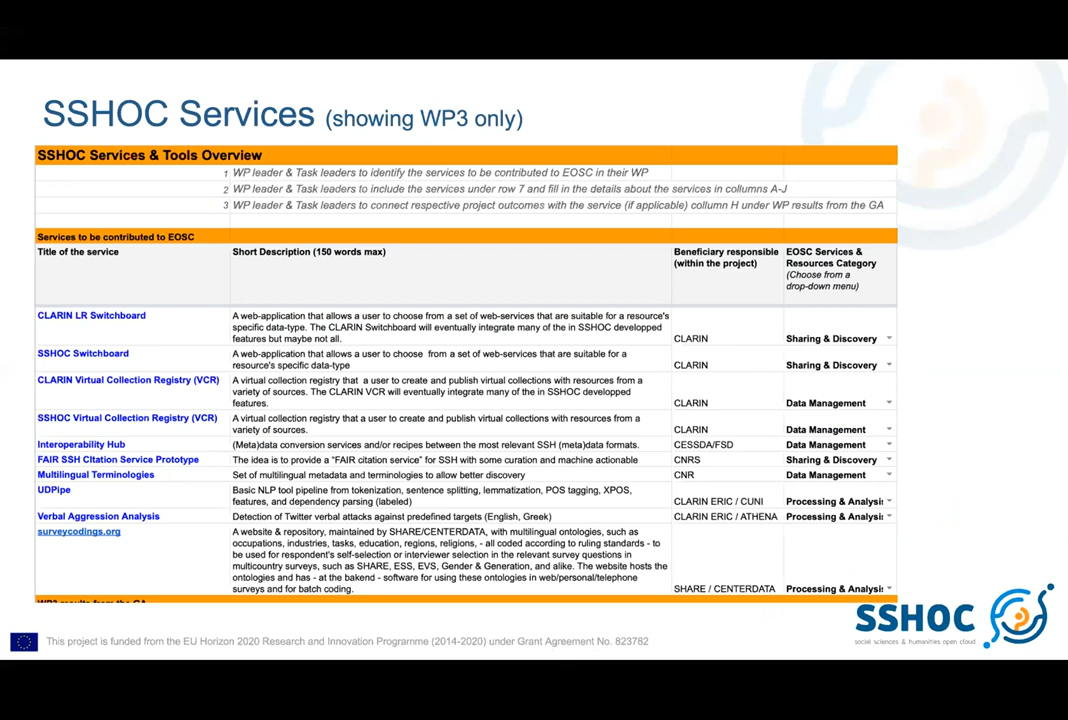 SSHOC Services (showing WP3 only)
SSHOC Services & Tools Overview
1 WP leader & Task leaders to identify the services to be contributed to EOSC in their WP
2 WP leader & Task leaders to include the services under row 7 and fill in the details about the services in collumns A-J
3 WP leader & Task leaders to connect respective project outcomes with the service (if applicable) collumn H under WP results from the GA
Services to be contributed to EOSC
Title of the service
Short Description (150 words max)
Beneficiary responsible
(within the project)
EOSC Services &
Resources Category
(Choose from a
drop-down menu)
CLARIN LR Switchboard
A web-application that allows a user to choose from a set of web-services that are suitable for a resource's
specific data-type. The CLARIN Switchboard will eventually integrate many of the in SSHOC developped
features but maybe not all.
CLARIN
Sharing & Discovery
SSHOC Switchboard
A web-application that allows a user to choose from a set of web-services that are suitable for a
resource's specific data-type
CLARIN
Sharing & Discovery
CLARIN Virtual Collection Registry (VCR)
A virtual collection registry that a user to create and publish virtual collections with resources from a
variety of sources. The CLARIN VCR will eventually integrate many of the in SSHOC developped
features.
CLARIN
Data Management
SSHOC Virtual Collection Registry (VCR)
A virtual collection registry that a user to create and publish virtual collections with resources from a
variety of sources.
CLARIN
Data Management
Interoperability Hub
(Meta)data conversion services and/or recipes between the most relevant SSH (meta)data formats.
CESSDA/FSD
Data Management
FAIR SSH CItation Service Prototype
The idea is to provide a “FAIR citation service” for SSH with some curation and machine actionable
CNRS
Sharing & Discovery
Multilingual Terminologies
Set of multilingual metadata and terminologies to allow better discovery
CNR
Data Management
UDPipe
Basic NLP tool pipeline from tokenization, sentence splitting, lemmatization, POS tagging, XPOS,
features, and dependency parsing (labeled)
CLARIN ERIC / CUNI
Processing & Analysis
Verbal Aggression Analysis
Detection of Twitter verbal attacks against predefined targets (English, Greek)
CLARIN ERIC / ATHENA
Processing & Analysis
surveycodings.org
A website & repository, maintained by SHARE/CENTERDATA, with multilingual ontologies, such as
occupations, industries, tasks, education, regions, religions, - all coded according to ruling standards - to
be used for respondent's self-selection or interviewer selection in the relevant survey questions in
multicountry surveys, such as SHARE, ESS, EVS, Gender & Generation, and alike. The website hosts the
ontologies and has - at the bakend - software for using these ontologies in web/personal/telephone
surveys and for batch coding.
SHARE / CENTERDATA
Processing & Analysis
WP3 results from the GA
SSHOC
social sciences & humanities open cloud
This project is funded from the EU Horizon 2020 Research and Innovation Programme (2014-2020) under Grant Agreement No. 823782